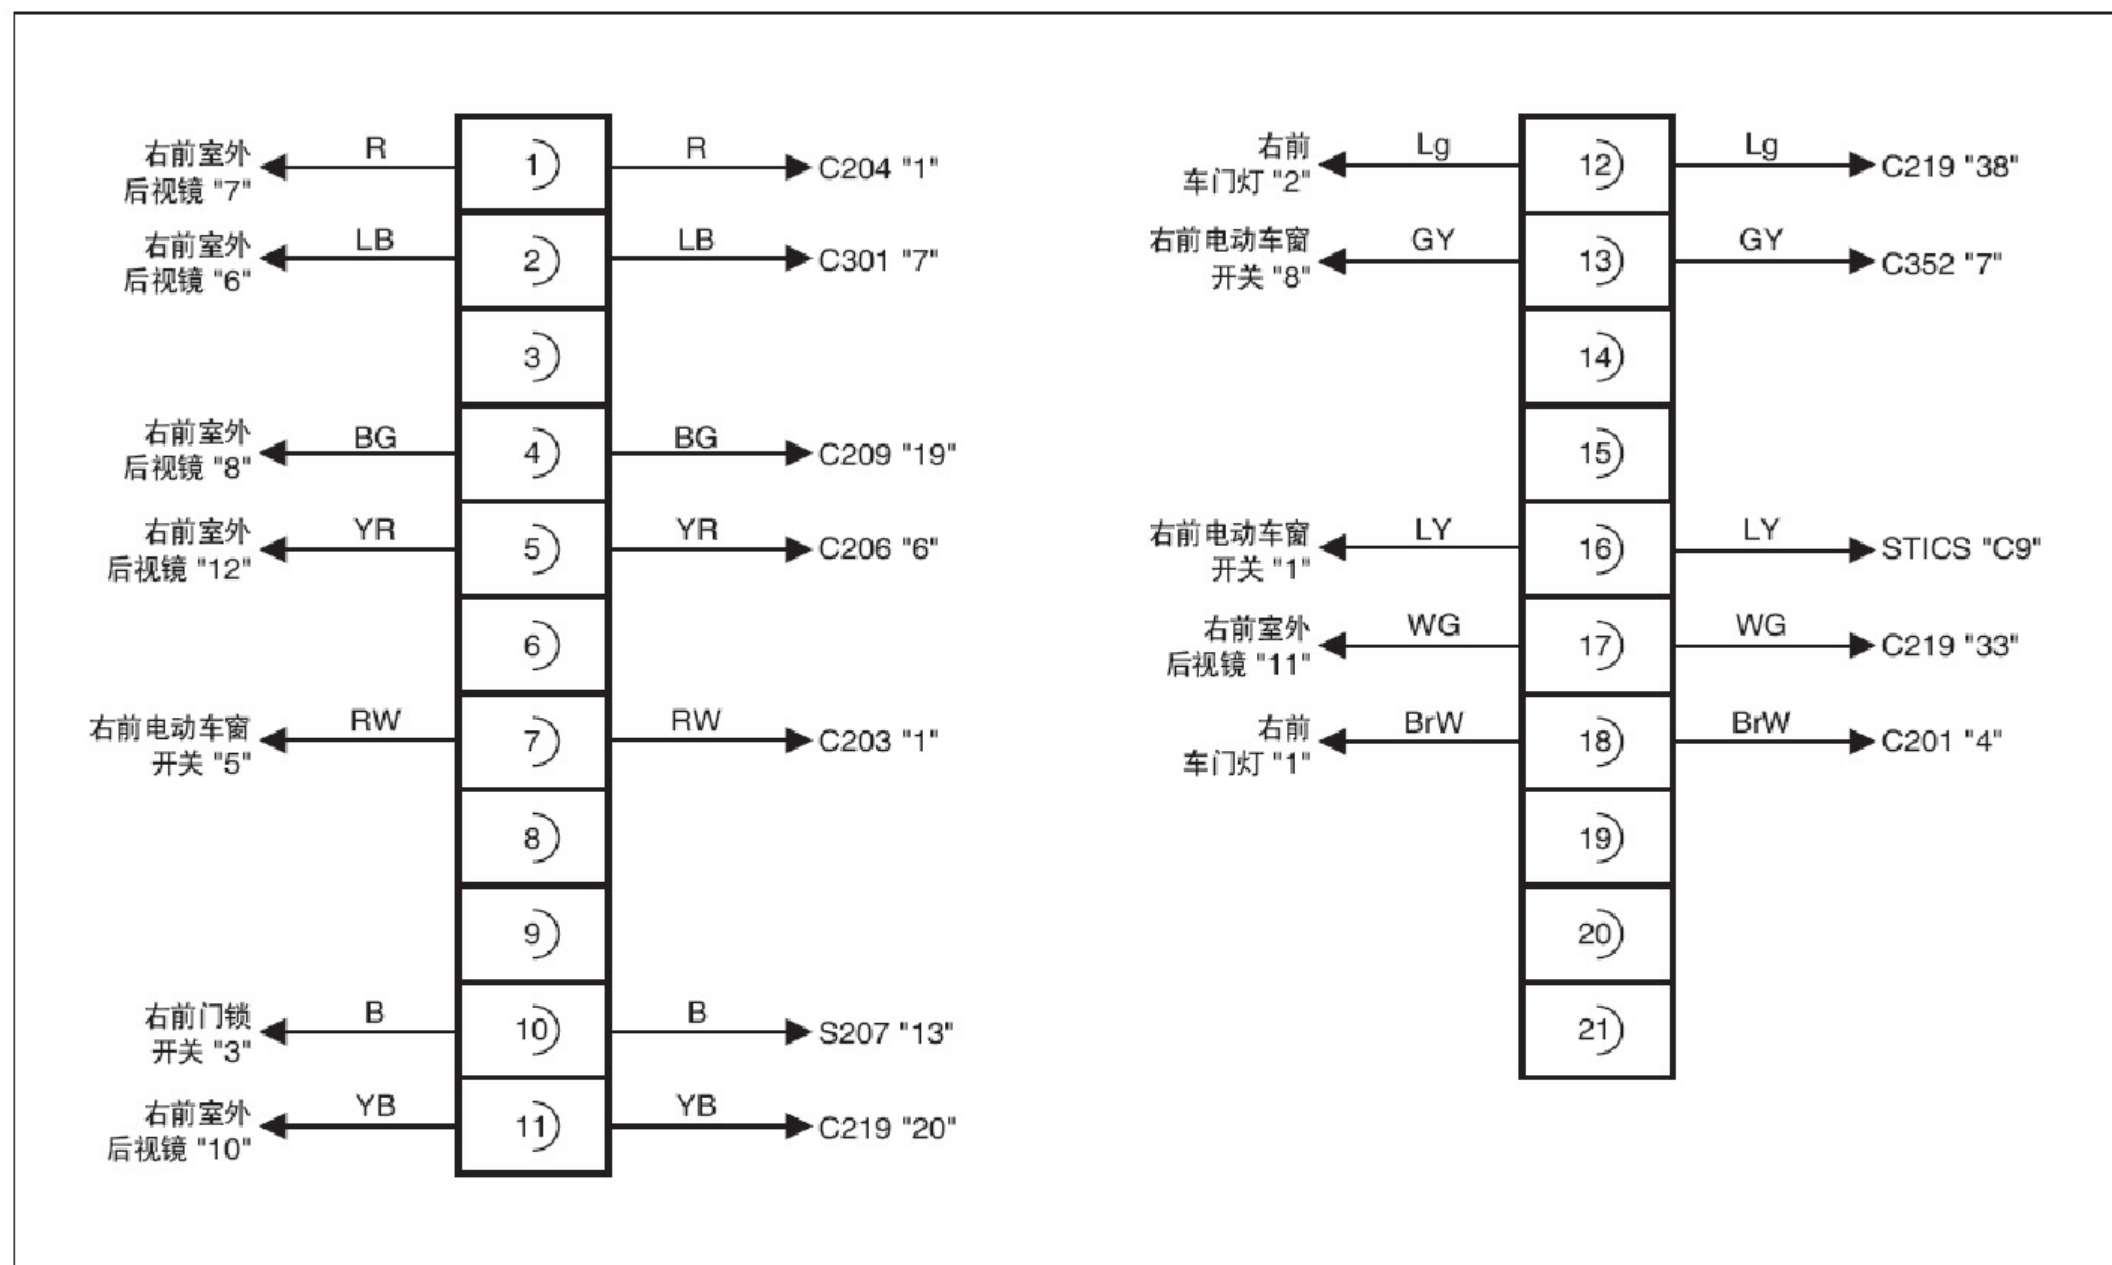 右前室外
后视镜 "7"
R
1
R
C204 "1"
右前室外
后视镜 "6"
LB
2
LB
C301 "7"
3
右前室外
后视镜 "8"
BG
4
BG
C209 "19"
右前室外
后视镜 "12"
YR
5
YR
C206 "6"
6
右前电动车窗
开关 "5"
RW
7
RW
C203 "1"
8
9
右前门锁
开关 "3"
B
10
B
S207 "13"
右前室外
后视镜 "10"
YB
11
YB
C219 "20"
右前
车门灯 "2"
Lg
12
Lg
C219 "38"
右前电动车窗
开关 "8"
GY
13
GY
C352 "7"
14
15
右前电动车窗
开关 "1"
LY
16
LY
STICS "C9"
右前室外
后视镜 "11"
WG
17
WG
C219 "33"
右前
车门灯 "1"
BrW
18
BrW
C201 "4"
19
20
21